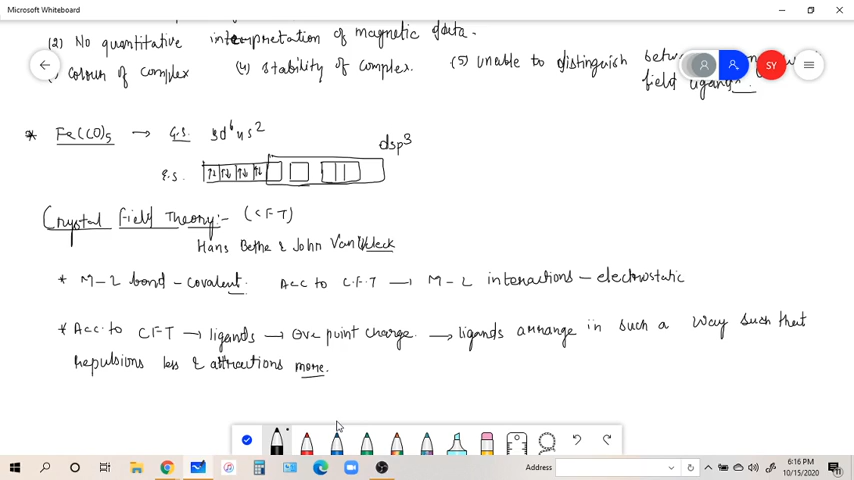 Microsoft Whiteboard
(2) No quantitative interpretation of magnetic data.
Colour of complex (4) Stability of complex. (5) Unable to distinguish
field ligands.
* Fe(CO)5 → G.S. 3d6 4s2
dsp3
E.S.
Crystal Field Theory:- (CFT)
Hans Bethe & John Van Vleck
* M-L bond - covalent. Acc to C.F.T → M-L interactions - electrostatic
* Acc. to CFT → ligands → ⊖ve point charge. → ligands arrange in such a way such that
repulsions less & attractions more.
SY
Address
6:16 PM
10/15/2020